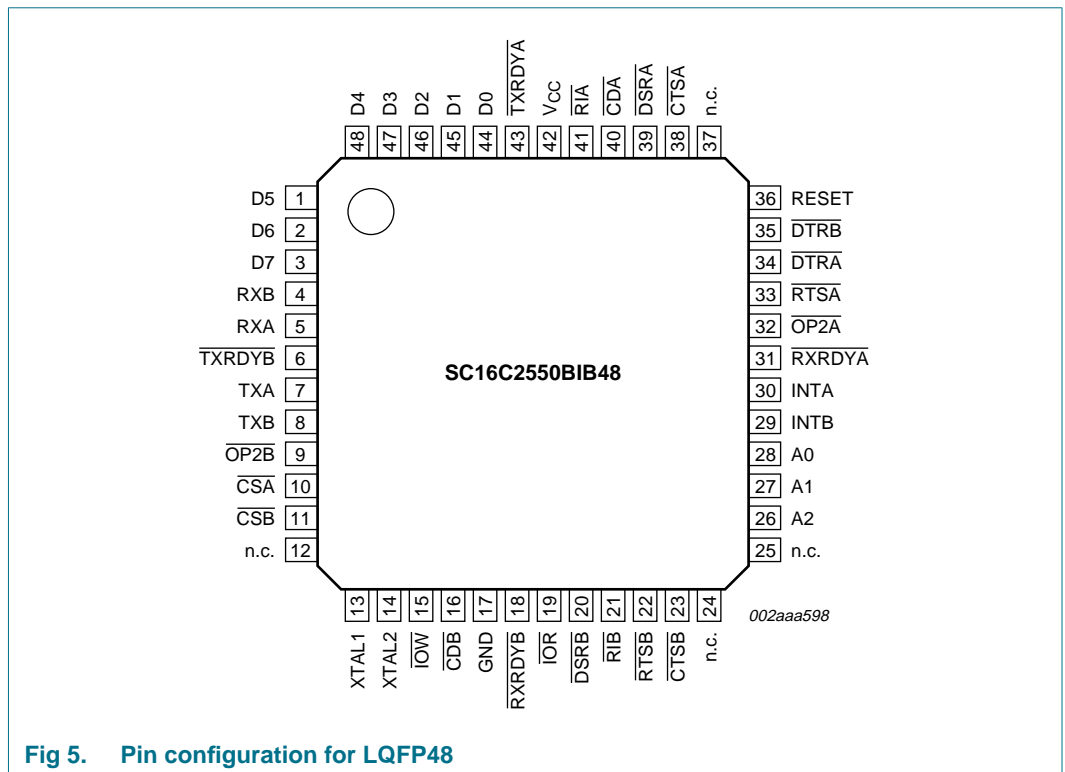 D4 D3 D2 D1 D0 TXRDYA VCC RIA CDA DSRA CTSA n.c.
48 47 46 45 44 43 42 41 40 39 38 37
D5 1
D6 2
D7 3
RXB 4
RXA 5
TXRDYB 6
TXA 7
TXB 8
OP2B 9
CSA 10
CSB 11
n.c. 12
SC16C2550BIB48
36 RESET
35 DTRB
34 DTRA
33 RTSA
32 OP2A
31 RXRDYA
30 INTA
29 INTB
28 A0
27 A1
26 A2
25 n.c.
13 14 15 16 17 18 19 20 21 22 23 24
XTAL1 XTAL2 IOW CDB GND RXRDYB IOR DSRB RIB RTSB CTSB n.c.
002aaa598
Fig 5. Pin configuration for LQFP48